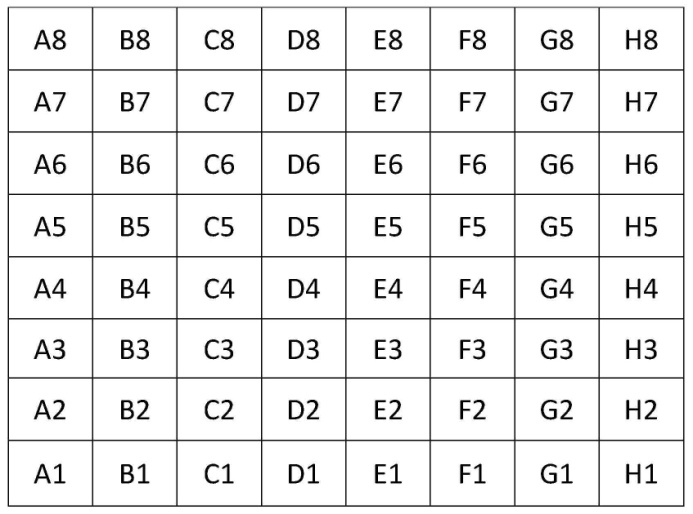 A8 B8 C8 D8 E8 F8 G8 H8
A7 B7 C7 D7 E7 F7 G7 H7
A6 B6 C6 D6 E6 F6 G6 H6
A5 B5 C5 D5 E5 F5 G5 H5
A4 B4 C4 D4 E4 F4 G4 H4
A3 B3 C3 D3 E3 F3 G3 H3
A2 B2 C2 D2 E2 F2 G2 H2
A1 B1 C1 D1 E1 F1 G1 H1